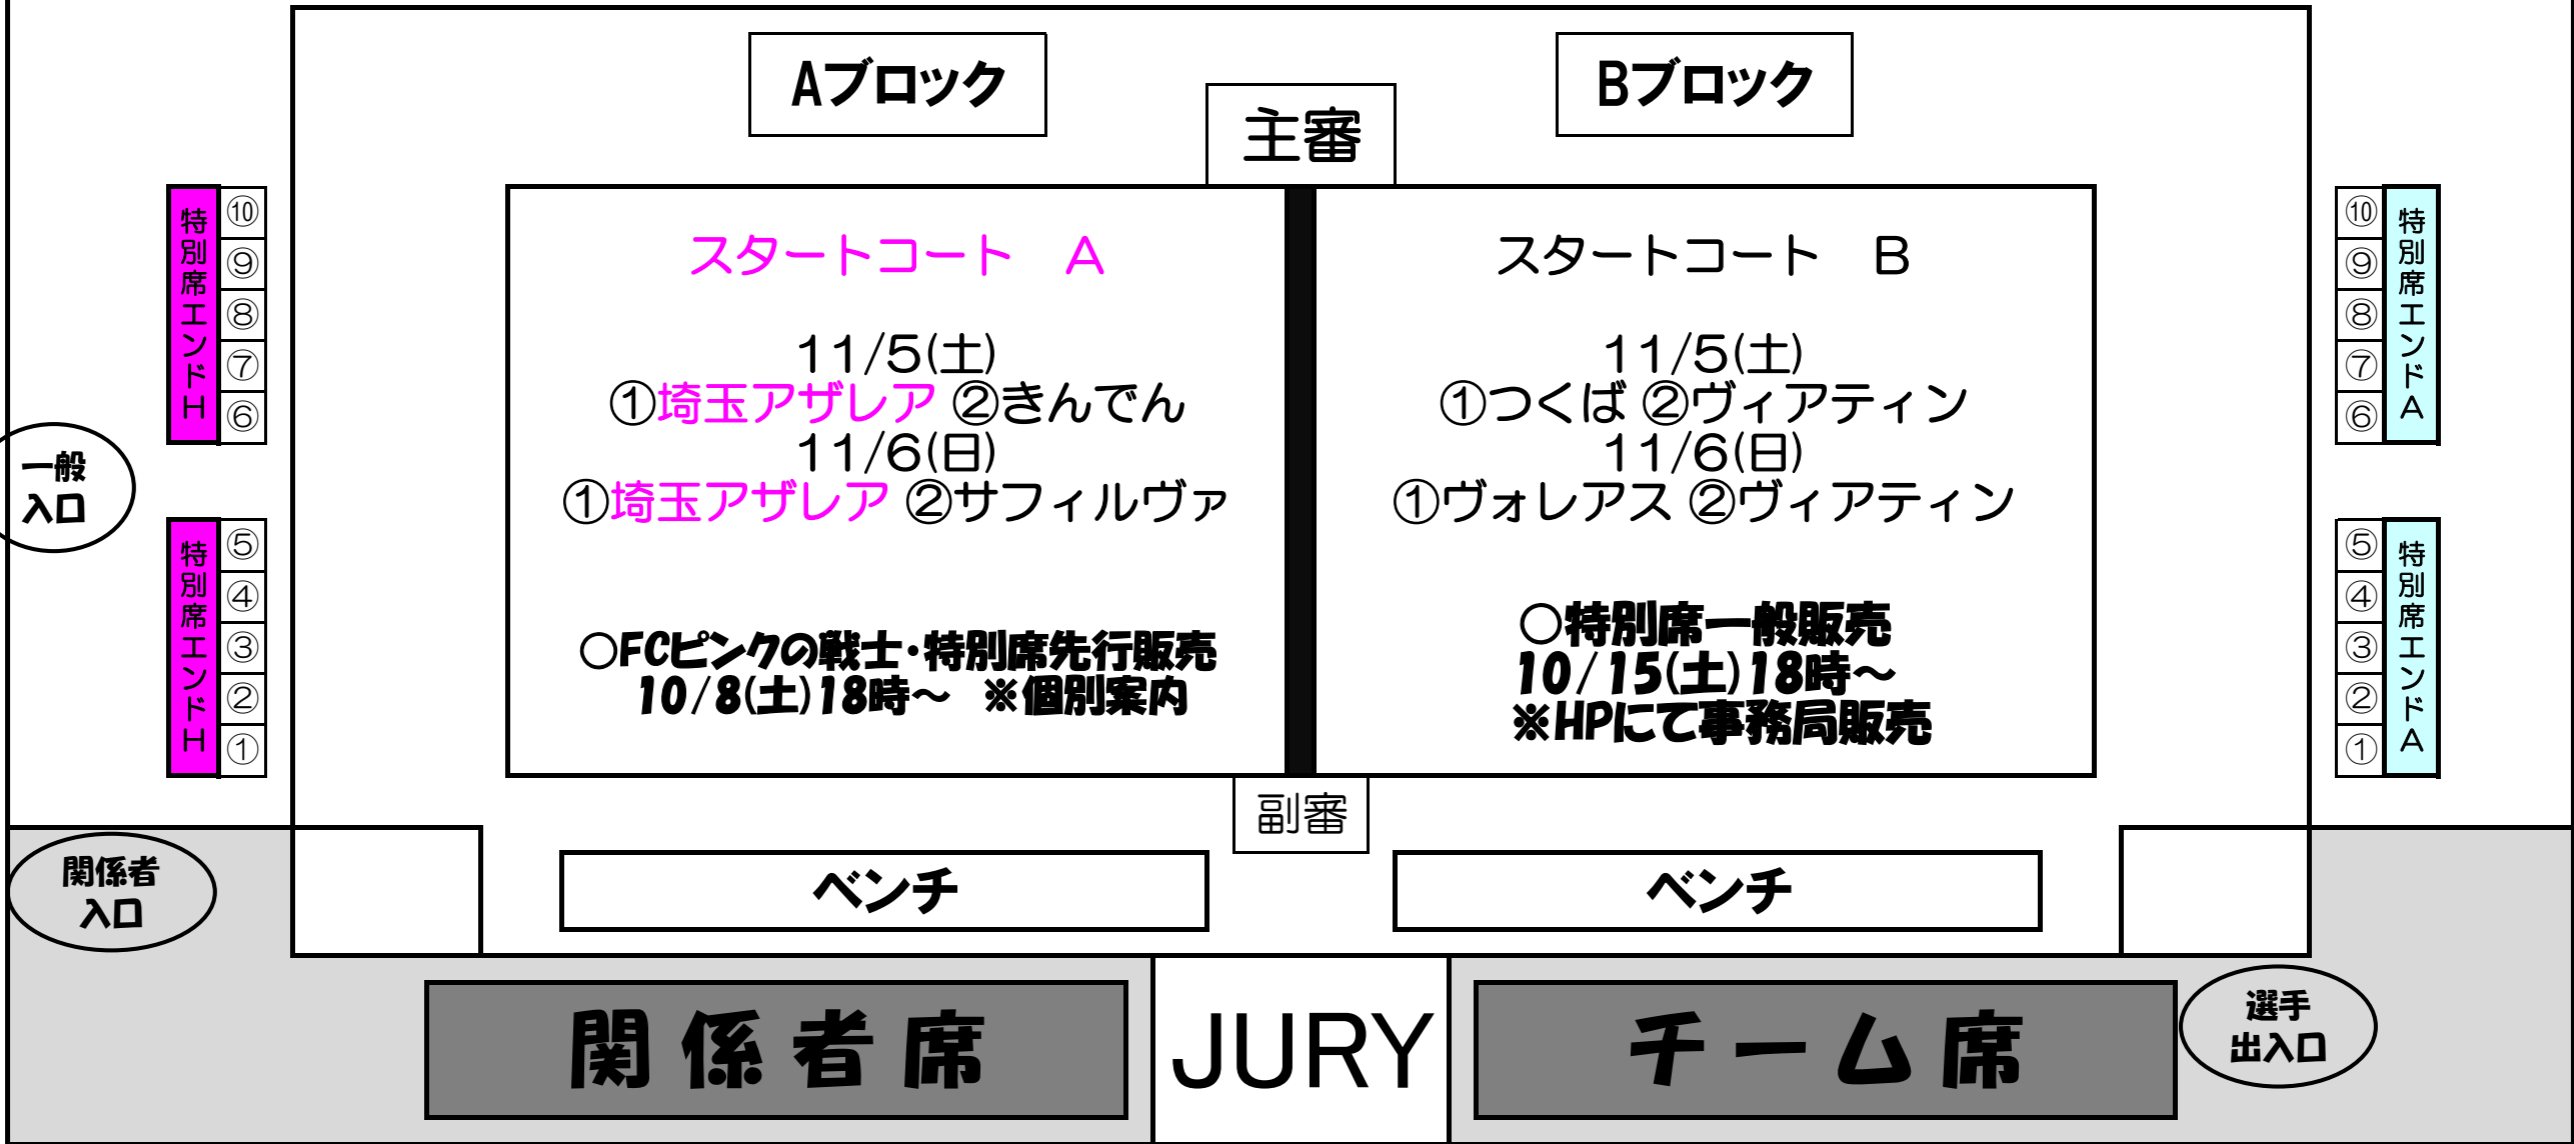 Aブロック
Bブロック
主審
特別席エンドH
⑩
⑨
⑧
⑦
⑥
一般
入口
特別席エンドH
⑤
④
③
②
①
スタートコート　A
11/5(土)
①埼玉アザレア ②きんでん
11/6(日)
①埼玉アザレア ②サフィルヴァ
○FCピンクの戦士・特別席先行販売
10/8(土)18時～　※個別案内
スタートコート　B
11/5(土)
①つくば ②ヴィアティン
11/6(日)
①ヴォレアス ②ヴィアティン
○特別席一般販売
10/15(土)18時～
※HPにて事務局販売
⑩
⑨
⑧
⑦
⑥
特別席エンドA
⑤
④
③
②
①
特別席エンドA
副審
関係者
入口
ベンチ
ベンチ
関係者席
JURY
チーム席
選手
出入口